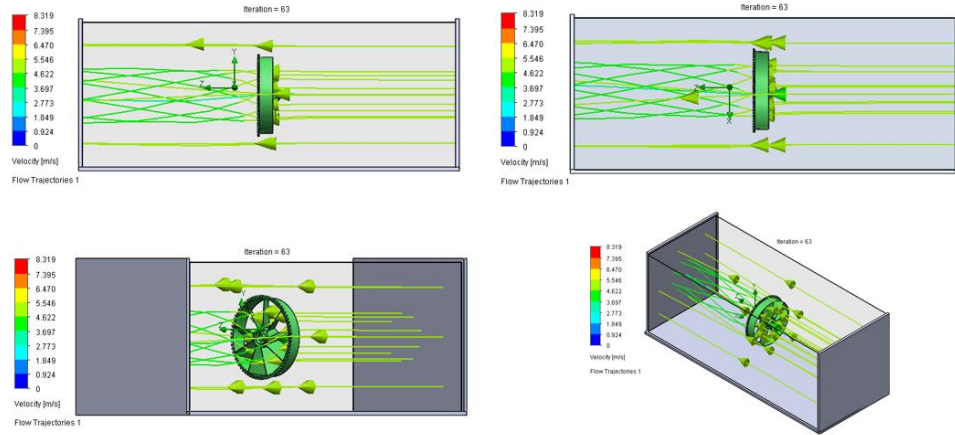 Iteration = 63
8.319
7.395
6.470
5.546
4.622
3.697
2.773
1.849
0.924
0
Velocity [m/s]
Flow Trajectories 1
Y
Z
Iteration = 63
8.319
7.395
6.470
5.546
4.622
3.697
2.773
1.849
0.924
0
Velocity [m/s]
Flow Trajectories 1
Z
X
Iteration = 63
8.319
7.395
6.470
5.546
4.622
3.697
2.773
1.849
0.924
0
Velocity [m/s]
Flow Trajectories 1
Y
Iteration = 63
8.319
7.395
6.470
5.546
4.622
3.697
2.773
1.849
0.924
0
Velocity [m/s]
Flow Trajectories 1